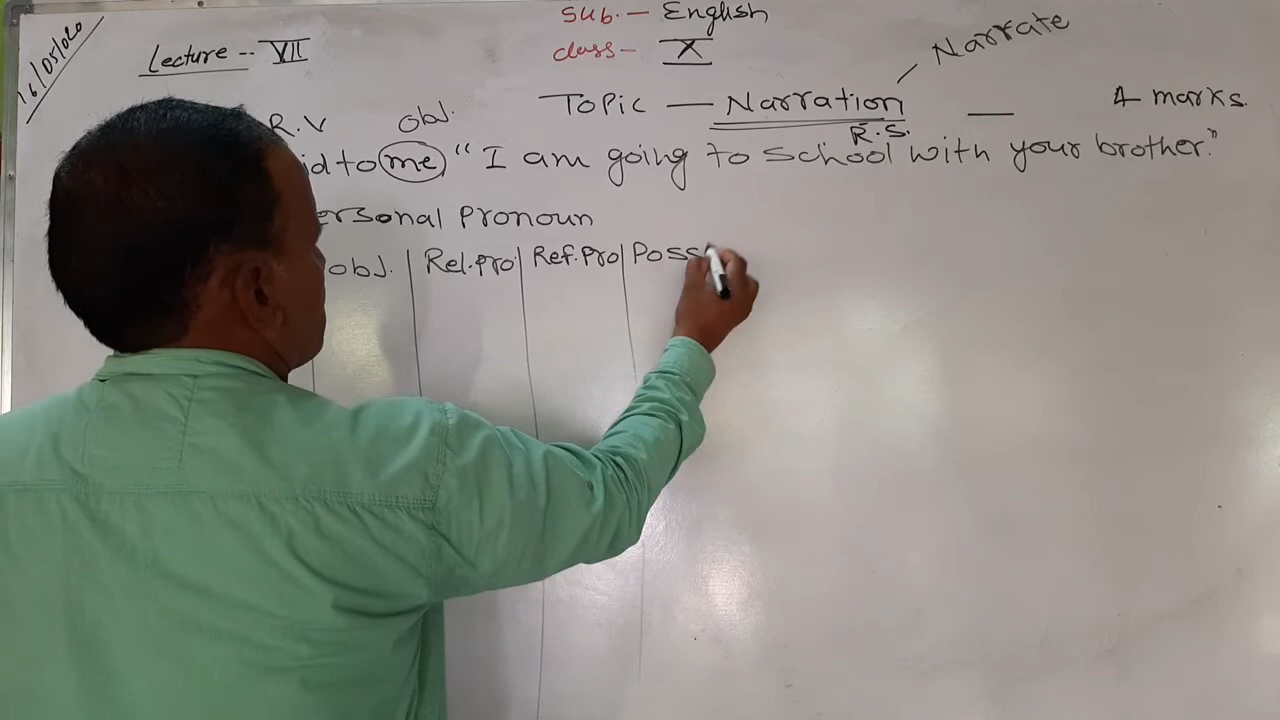 16/05/020
Sub. — English
Lecture -- VII
class — X
Narrate
Topic — Narration — 4 marks.
R.V obj. R.S.
id to me "I am going to school with your brother."
ersonal Pronoun
obj. | Rel.pro | Ref.Pro | Poss